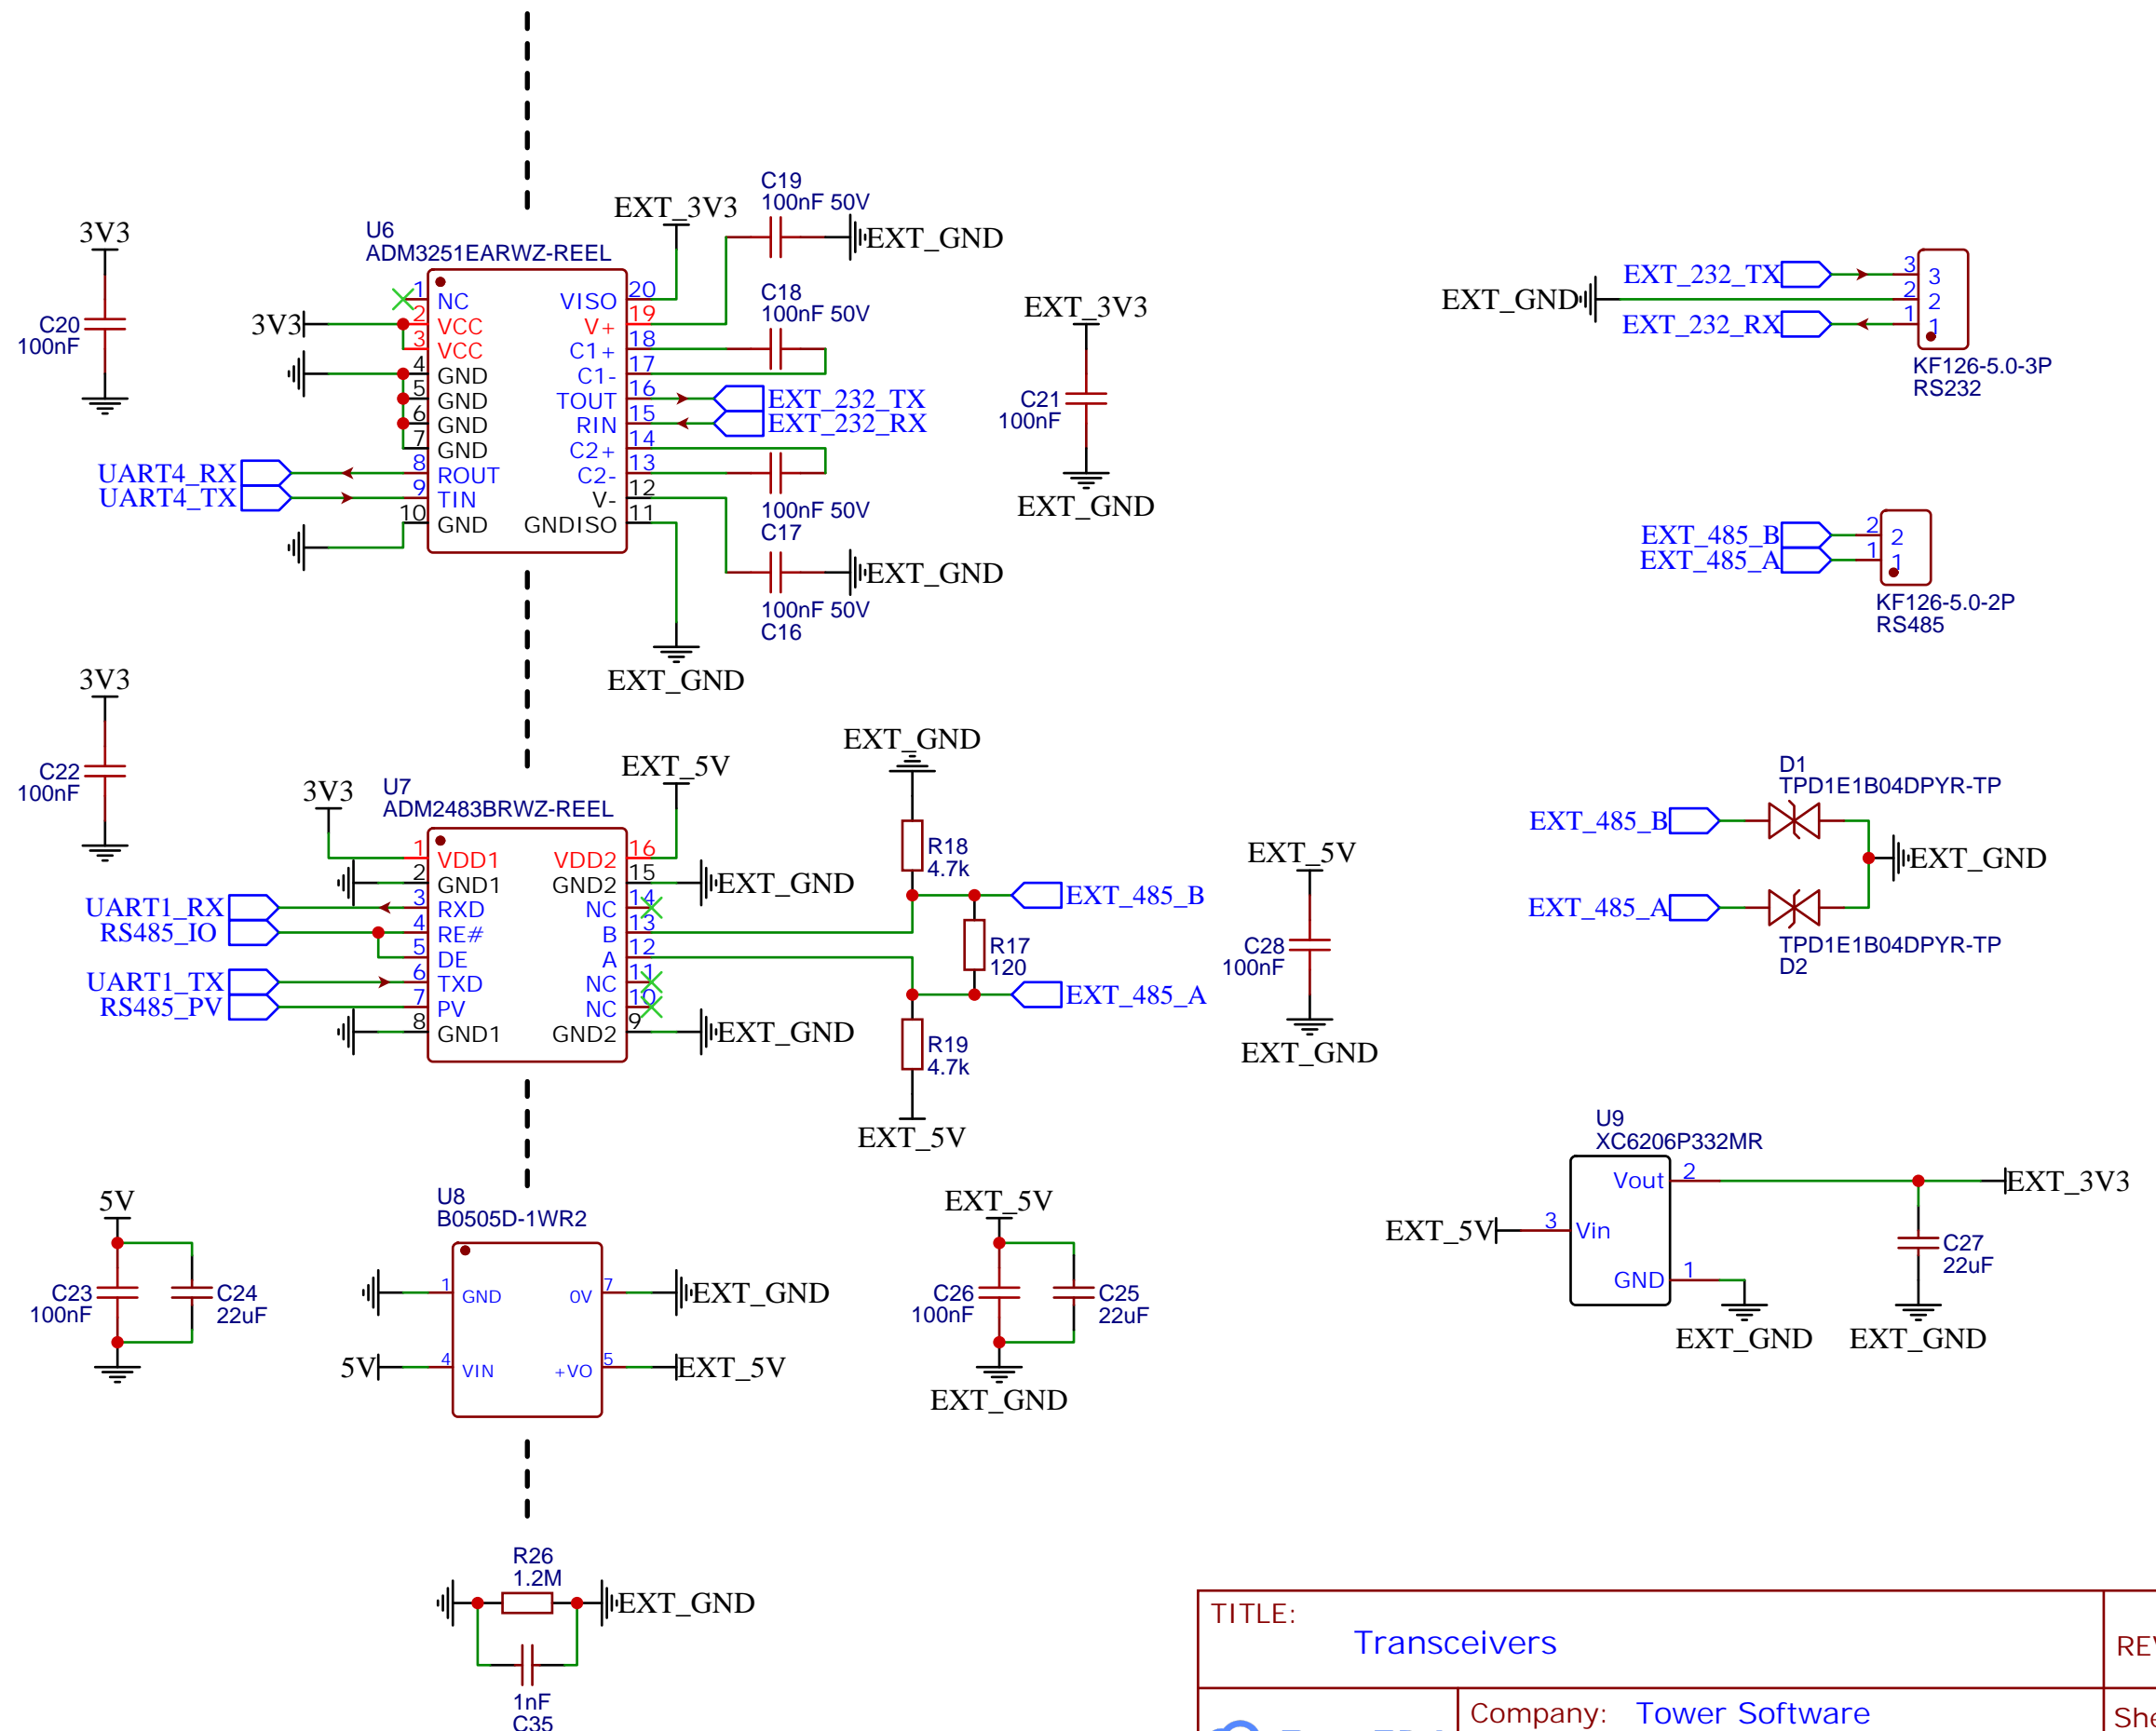 C19
100nF 50V
EXT_3V3
EXT_GND
3V3
C20
100nF
U6
ADM3251EARWZ-REEL
3V3
1 NC
2 VCC
3 VCC
4 GND
5 GND
6 GND
7 GND
8 ROUT
9 TIN
10 GND
VISO 20
V+ 19
C1+ 18
C1- 17
TOUT 16
RIN 15
C2+ 14
C2- 13
V- 12
GNDISO 11
UART4_RX
UART4_TX
C18
100nF 50V
EXT_232_TX
EXT_232_RX
100nF 50V
C17
EXT_GND
100nF 50V
C16
EXT_GND
EXT_3V3
C21
100nF
EXT_GND
EXT_232_TX
EXT_GND
EXT_232_RX
3 3
2 2
1 1
KF126-5.0-3P
RS232
EXT_485_B
EXT_485_A
2 2
1 1
KF126-5.0-2P
RS485
3V3
C22
100nF
3V3
U7
ADM2483BRWZ-REEL
EXT_5V
1 VDD1
2 GND1
3 RXD
4 RE#
5 DE
6 TXD
7 PV
8 GND1
VDD2 16
GND2 15
NC 14
B 13
A 12
NC 11
NC 10
GND2 9
UART1_RX
RS485_IO
UART1_TX
RS485_PV
EXT_GND
EXT_GND
EXT_GND
R18
4.7k
EXT_485_B
R17
120
EXT_485_A
R19
4.7k
EXT_5V
EXT_5V
C28
100nF
EXT_GND
D1
TPD1E1B04DPYR-TP
EXT_485_B
EXT_GND
EXT_485_A
TPD1E1B04DPYR-TP
D2
5V
C23
100nF
C24
22uF
U8
B0505D-1WR2
1 GND
4 VIN
0V 7
+VO 5
5V
EXT_GND
EXT_5V
EXT_5V
C26
100nF
C25
22uF
EXT_GND
U9
XC6206P332MR
Vout 2
EXT_3V3
EXT_5V
3 Vin
GND 1
C27
22uF
EXT_GND
EXT_GND
R26
1.2M
EXT_GND
1nF
C35
TITLE:
Transceivers
Company: Tower Software